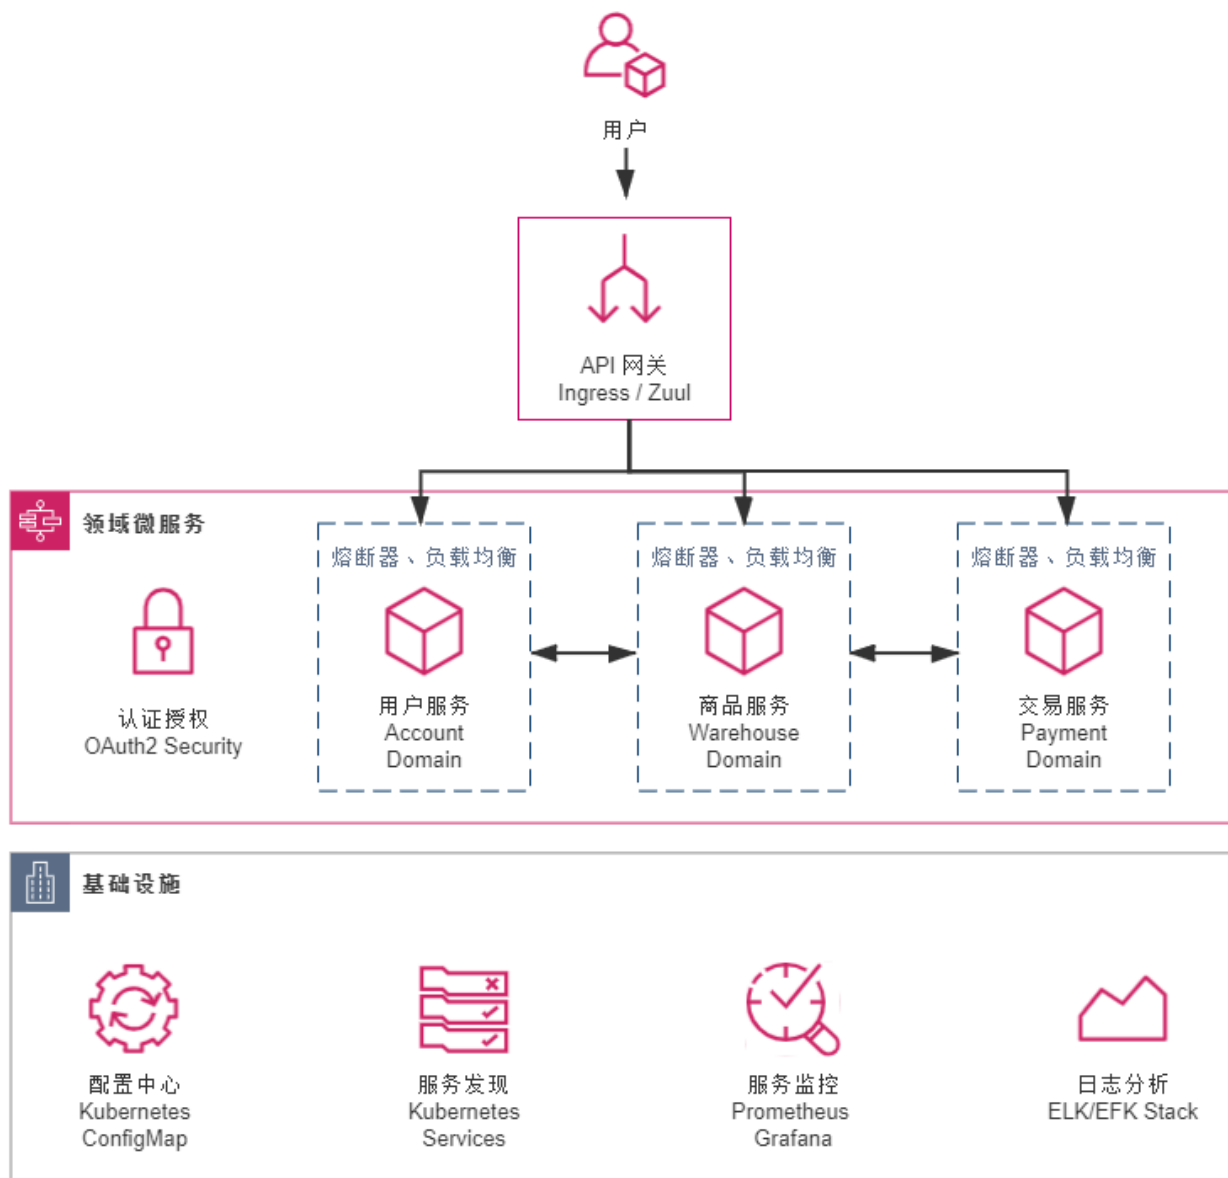 用户
API 网关
Ingress / Zuul
领域微服务
熔断器、负载均衡
熔断器、负载均衡
熔断器、负载均衡
认证授权
OAuth2 Security
用户服务
Account
Domain
商品服务
Warehouse
Domain
交易服务
Payment
Domain
基础设施
配置中心
Kubernetes
ConfigMap
服务发现
Kubernetes
Services
服务监控
Prometheus
Grafana
日志分析
ELK/EFK Stack